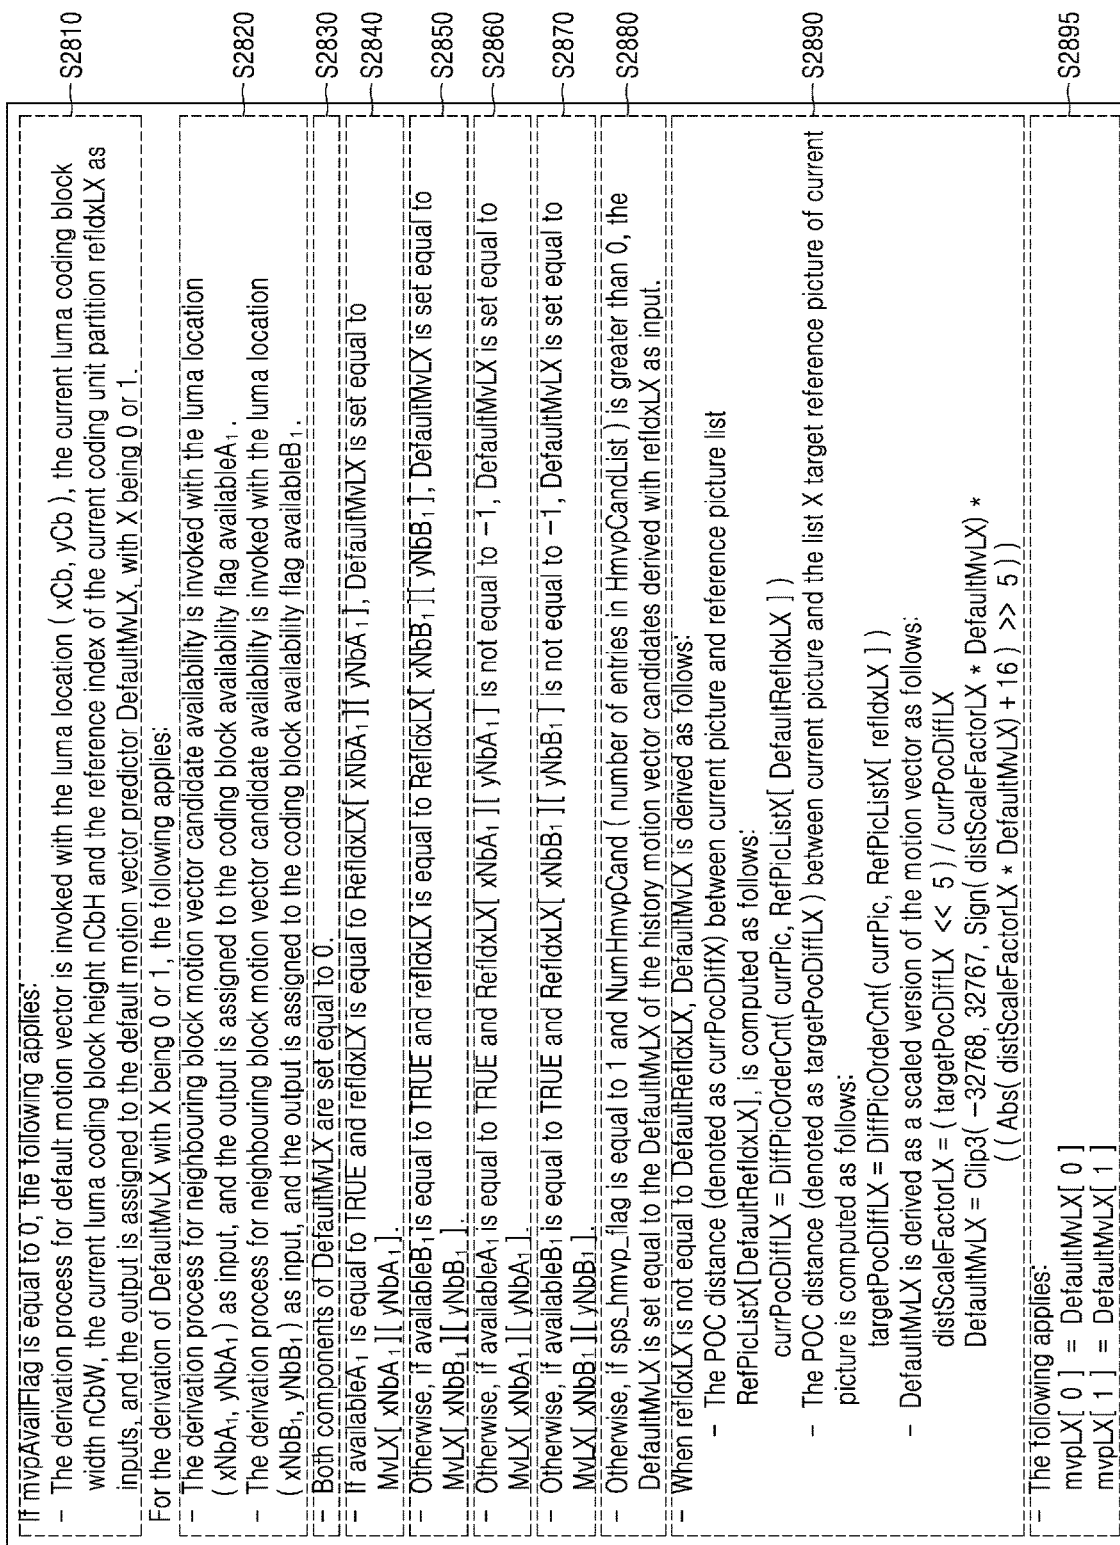 If mvpAvailFlag is equal to 0, the following applies:
– The derivation process for default motion vector is invoked with the luma location ( xCb, yCb ), the current luma coding block
width nCbW, the current luma coding block height nCbH and the reference index of the current coding unit partition refIdxLX as
inputs, and the output is assigned to the default motion vector predictor DefaultMvLX, with X being 0 or 1.
S2810
For the derivation of DefaultMvLX with X being 0 or 1, the following applies:
– The derivation process for neighbouring block motion vector candidate availability is invoked with the luma location
( xNbA₁, yNbA₁ ) as input, and the output is assigned to the coding block availability flag availableA₁.
– The derivation process for neighbouring block motion vector candidate availability is invoked with the luma location
( xNbB₁, yNbB₁ ) as input, and the output is assigned to the coding block availability flag availableB₁.
S2820
– Both components of DefaultMvLX are set equal to 0.
S2830
– If availableA₁ is equal to TRUE and refIdxLX is equal to RefIdxLX[ xNbA₁ ][ yNbA₁ ], DefaultMvLX is set equal to
MvLX[ xNbA₁ ][ yNbA₁ ].
S2840
– Otherwise, if availableB₁ is equal to TRUE and refIdxLX is equal to RefIdxLX[ xNbB₁ ][ yNbB₁ ], DefaultMvLX is set equal to
MvLX[ xNbB₁ ][ yNbB₁ ].
S2850
– Otherwise, if availableA₁ is equal to TRUE and RefIdxLX[ xNbA₁ ][ yNbA₁ ] is not equal to −1, DefaultMvLX is set equal to
MvLX[ xNbA₁ ][ yNbA₁ ].
S2860
– Otherwise, if availableB₁ is equal to TRUE and RefIdxLX[ xNbB₁ ][ yNbB₁ ] is not equal to −1, DefaultMvLX is set equal to
MvLX[ xNbB₁ ][ yNbB₁ ].
S2870
– Otherwise, if sps_hmvp_flag is equal to 1 and NumHmvpCand ( number of entries in HmvpCandList ) is greater than 0, the
DefaultMvLX is set equal to the DefaultMvLX of the history motion vector candidates derived with refIdxLX as input.
S2880
– When refIdxLX is not equal to DefaultRefIdxLX, DefaultMvLX is derived as follows:
– The POC distance (denoted as currPocDiffX) between current picture and reference picture list
RefPicListX[DefaultRefIdxLX], is computed as follows:
currPocDiffLX = DiffPicOrderCnt( currPic, RefPicListX[ DefaultRefIdxLX ] )
– The POC distance (denoted as targetPocDiffLX ) between current picture and the list X target reference picture of current
picture is computed as follows:
targetPocDiffLX = DiffPicOrderCnt( currPic, RefPicListX[ refIdxLX ] )
– DefaultMvLX is derived as a scaled version of the motion vector as follows:
distScaleFactorLX = ( targetPocDiffLX << 5 ) / currPocDiffLX
DefaultMvLX = Clip3( −32768, 32767, Sign( distScaleFactorLX * DefaultMvLX) *
( ( Abs( distScaleFactorLX * DefaultMvLX) + 16 ) >> 5 ) )
S2890
– The following applies:
mvpLX[ 0 ] = DefaultMvLX[ 0 ]
mvpLX[ 1 ] = DefaultMvLX[ 1 ]
S2895